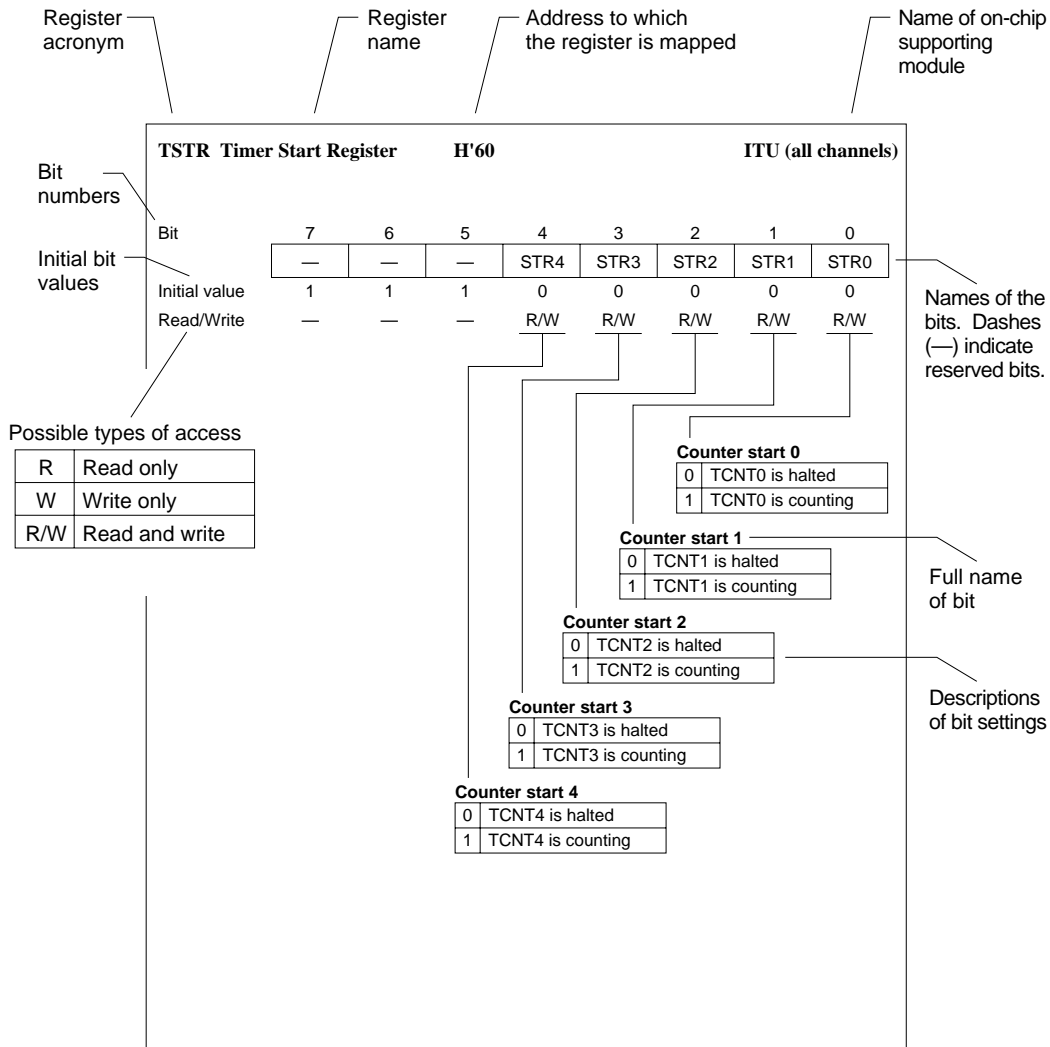 Register
acronym
Register
name
Address to which
the register is mapped
Name of on-chip
supporting
module
TSTR Timer Start Register H'60 ITU (all channels)
Bit
numbers
Bit 7 6 5 4 3 2 1 0
— — — STR4 STR3 STR2 STR1 STR0
Initial bit
values
Initial value 1 1 1 0 0 0 0 0
Read/Write — — — R/W R/W R/W R/W R/W
Names of the
bits. Dashes
(—) indicate
reserved bits.
Possible types of access
R Read only
W Write only
R/W Read and write
Counter start 0
0 TCNT0 is halted
1 TCNT0 is counting
Counter start 1
0 TCNT1 is halted
1 TCNT1 is counting
Full name
of bit
Counter start 2
0 TCNT2 is halted
1 TCNT2 is counting
Descriptions
of bit settings
Counter start 3
0 TCNT3 is halted
1 TCNT3 is counting
Counter start 4
0 TCNT4 is halted
1 TCNT4 is counting